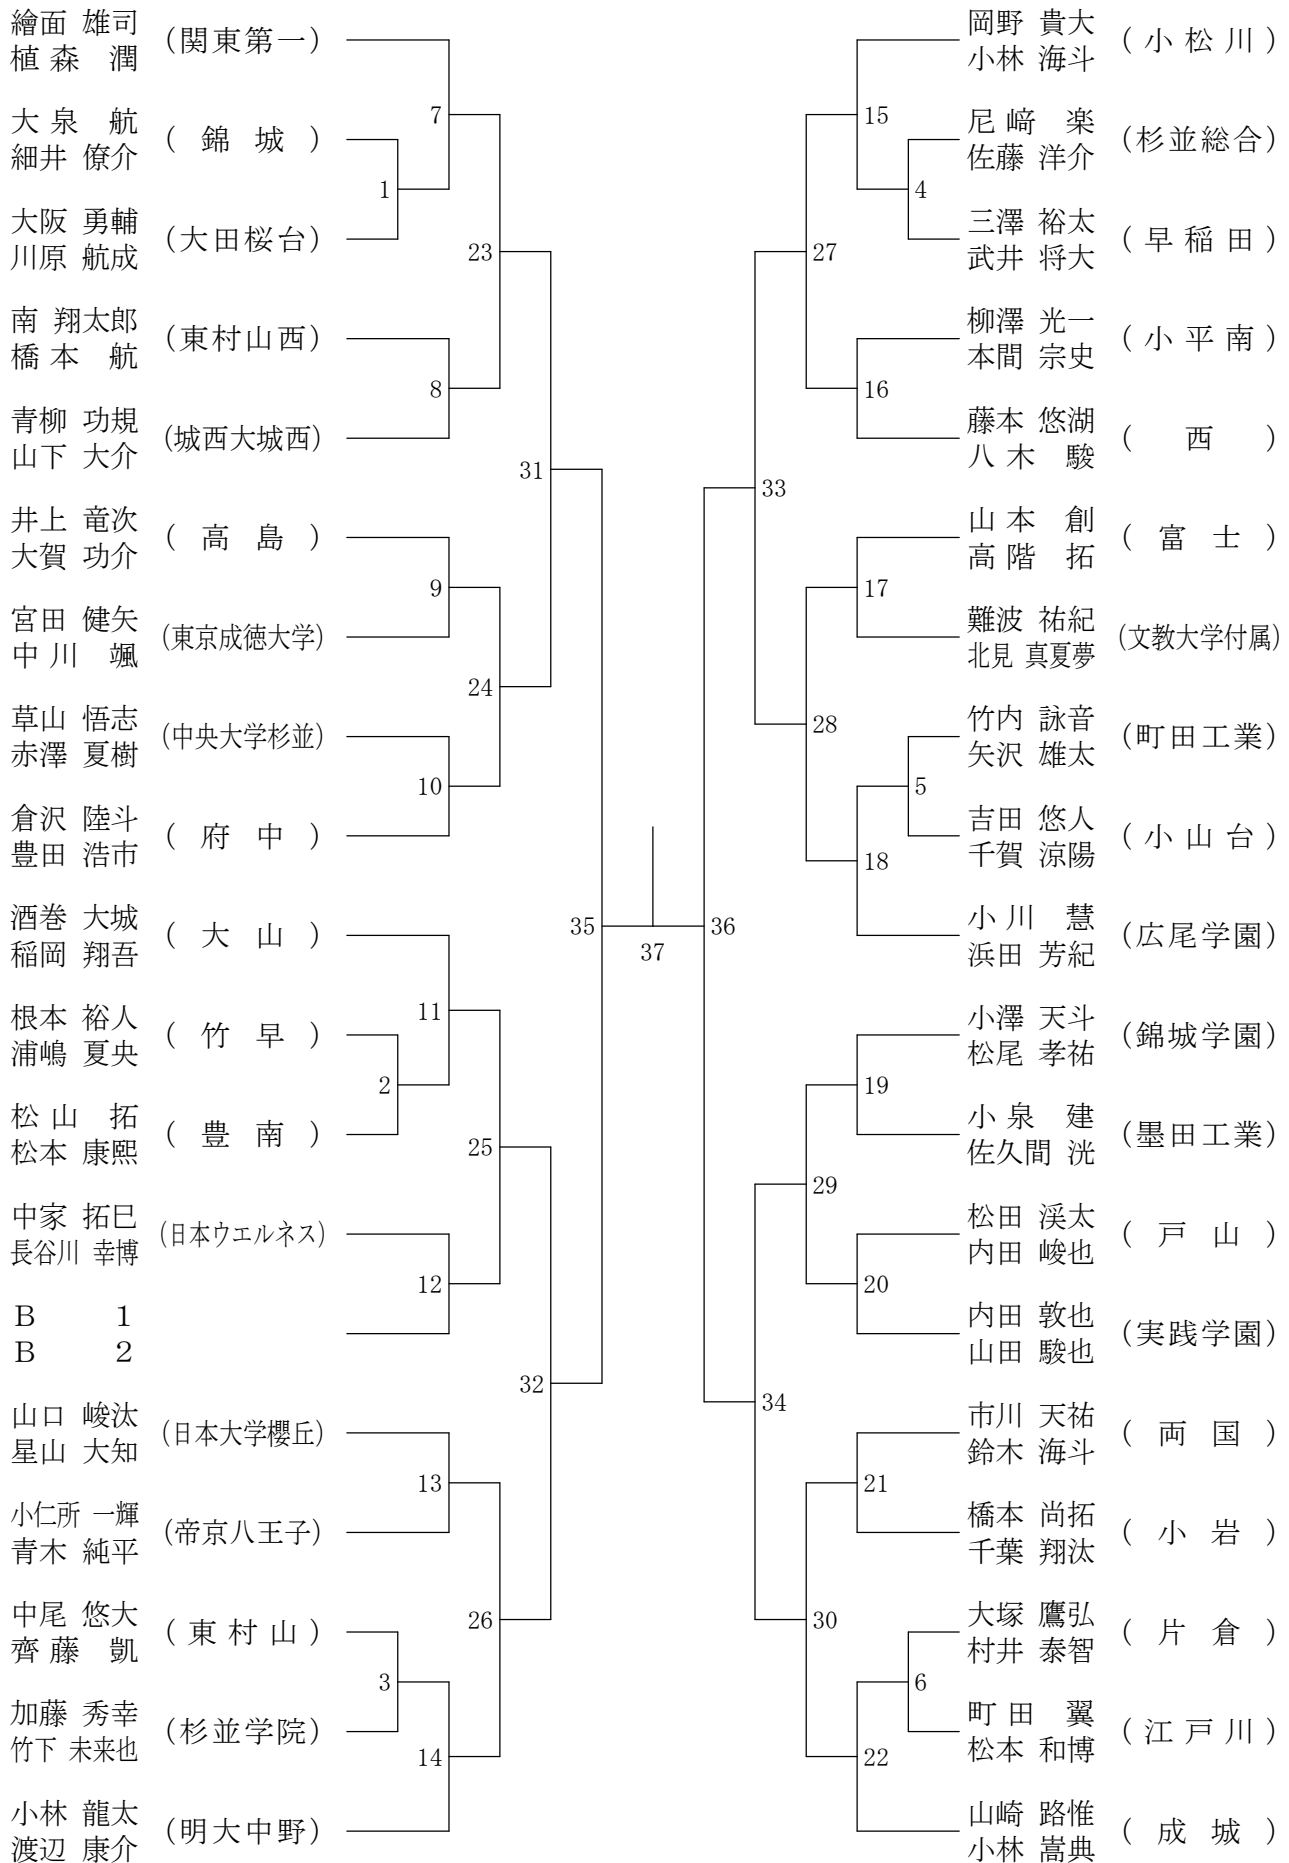 繪面 雄司
植森 潤 (関東第一)
大泉 航
細井 僚介 (錦城)
大阪 勇輔
川原 航成 (大田桜台)
南 翔太郎
橋本 航 (東村山西)
青柳 功規
山下 大介 (城西大城西)
井上 竜次
大賀 功介 (高島)
宮田 健矢
中川 颯 (東京成徳大学)
草山 悟志
赤澤 夏樹 (中央大学杉並)
倉沢 陸斗
豊田 浩市 (府中)
酒巻 大城
稲岡 翔吾 (大山)
根本 裕人
浦嶋 夏央 (竹早)
松山 拓
松本 康熙 (豊南)
中家 拓巳
長谷川 幸博 (日本ウエルネス)
B 1
B 2
山口 峻汰
星山 大知 (日本大学櫻丘)
小仁所 一輝
青木 純平 (帝京八王子)
中尾 悠大
齊藤 凱 (東村山)
加藤 秀幸
竹下 未来也 (杉並学院)
小林 龍太
渡辺 康介 (明大中野)
1
2
3
7
8
9
10
11
12
13
14
23
24
25
26
31
32
35
37
36
33
34
27
28
29
30
15
16
17
18
19
20
21
22
4
5
6
岡野 貴大
小林 海斗 (小松川)
尼﨑 楽
佐藤 洋介 (杉並総合)
三澤 裕太
武井 将大 (早稲田)
柳澤 光一
本間 宗史 (小平南)
藤本 悠湖
八木 駿 (西)
山本 創
高階 拓 (富士)
難波 祐紀
北見 真夏夢 (文教大学付属)
竹内 詠音
矢沢 雄太 (町田工業)
吉田 悠人
千賀 涼陽 (小山台)
小川 慧
浜田 芳紀 (広尾学園)
小澤 天斗
松尾 孝祐 (錦城学園)
小泉 建
佐久間 洸 (墨田工業)
松田 渓太
内田 峻也 (戸山)
内田 敦也
山田 駿也 (実践学園)
市川 天祐
鈴木 海斗 (両国)
橋本 尚拓
千葉 翔汰 (小岩)
大塚 鷹弘
村井 泰智 (片倉)
町田 翼
松本 和博 (江戸川)
山崎 路惟
小林 嵩典 (成城)